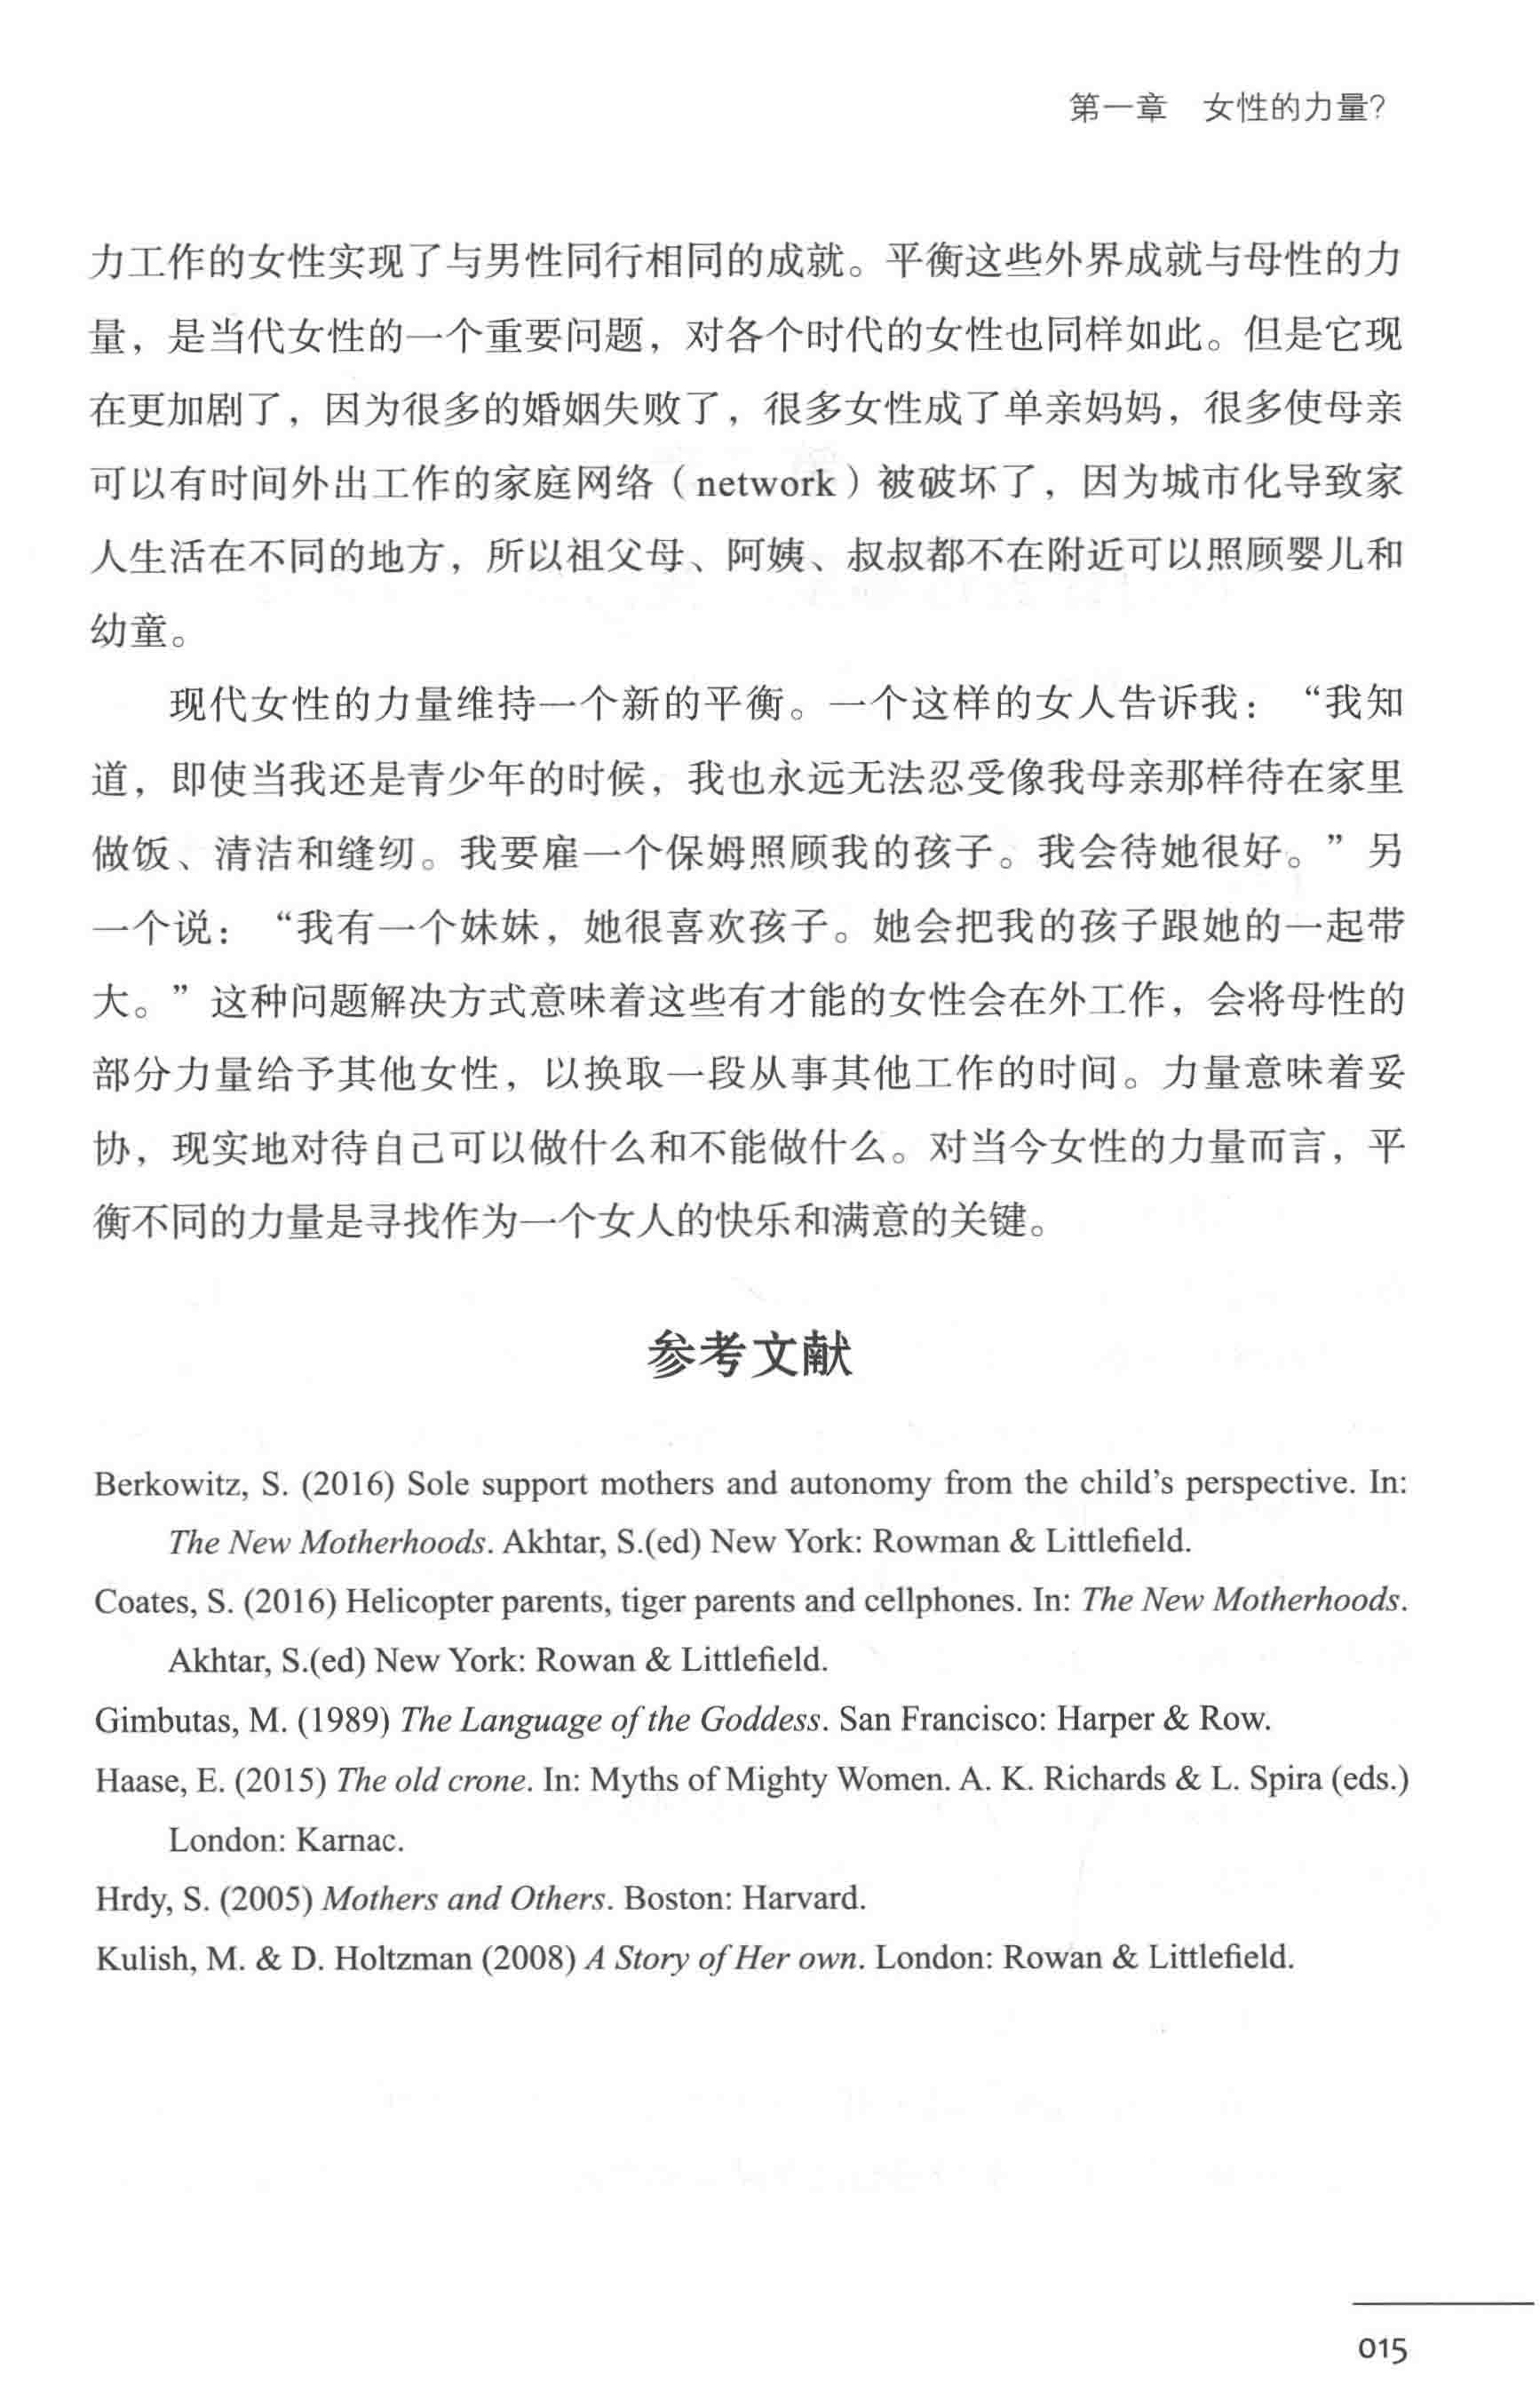 第一章　女性的力量?
力工作的女性实现了与男性同行相同的成就。平衡这些外界成就与母性的力
量，是当代女性的一个重要问题，对各个时代的女性也同样如此。但是它现
在更加剧了，因为很多的婚姻失败了，很多女性成了单亲妈妈，很多使母亲
可以有时间外出工作的家庭网络（network）被破坏了，因为城市化导致家
人生活在不同的地方，所以祖父母、阿姨、叔叔都不在附近可以照顾婴儿和
幼童。
现代女性的力量维持一个新的平衡。一个这样的女人告诉我：“我知
道，即使当我还是青少年的时候，我也永远无法忍受像我母亲那样待在家里
做饭、清洁和缝纫。我要雇一个保姆照顾我的孩子。我会待她很好。”另
一个说：“我有一个妹妹，她很喜欢孩子。她会把我的孩子跟她的一起带
大。”这种问题解决方式意味着这些有才能的女性会在外工作，会将母性的
部分力量给予其他女性，以换取一段从事其他工作的时间。力量意味着妥
协，现实地对待自己可以做什么和不能做什么。对当今女性的力量而言，平
衡不同的力量是寻找作为一个女人的快乐和满意的关键。
参考文献
Berkowitz, S. (2016) Sole support mothers and autonomy from the child's perspective. In:
The New Motherhoods. Akhtar, S.(ed) New York: Rowman & Littlefield.
Coates, S. (2016) Helicopter parents, tiger parents and cellphones. In: The New Motherhoods.
Akhtar, S.(ed) New York: Rowan & Littlefield.
Gimbutas, M. (1989) The Language of the Goddess. San Francisco: Harper & Row.
Haase, E. (2015) The old crone. In: Myths of Mighty Women. A. K. Richards & L. Spira (eds.)
London: Karnac.
Hrdy, S. (2005) Mothers and Others. Boston: Harvard.
Kulish, M. & D. Holtzman (2008) A Story of Her own. London: Rowan & Littlefield.
015